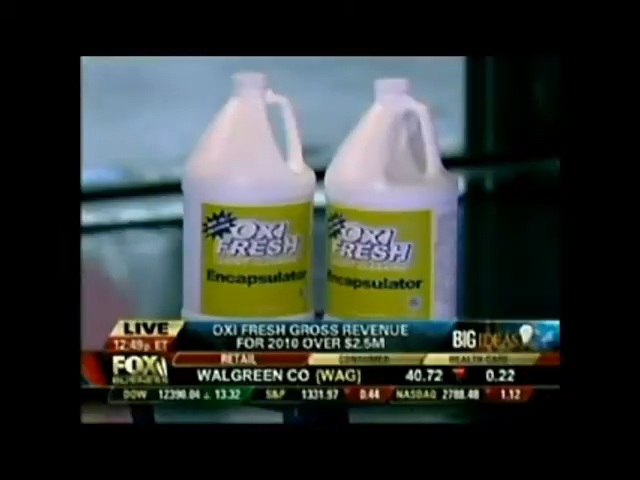 OXI
FRESH
Encapsulator
OXI
FRESH
Encapsulator
LIVE
12:49p ET
OXI FRESH GROSS REVENUE
FOR 2010 OVER $2.5M
BIG IDEAS
FOX
BUSINESS
RETAIL CONSUMER HEALTH CARE
WALGREEN CO (WAG) 40.72 0.22
DOW 12390.04 13.32 S&P 1331.97 0.44 NASDAQ 2788.48 1.12